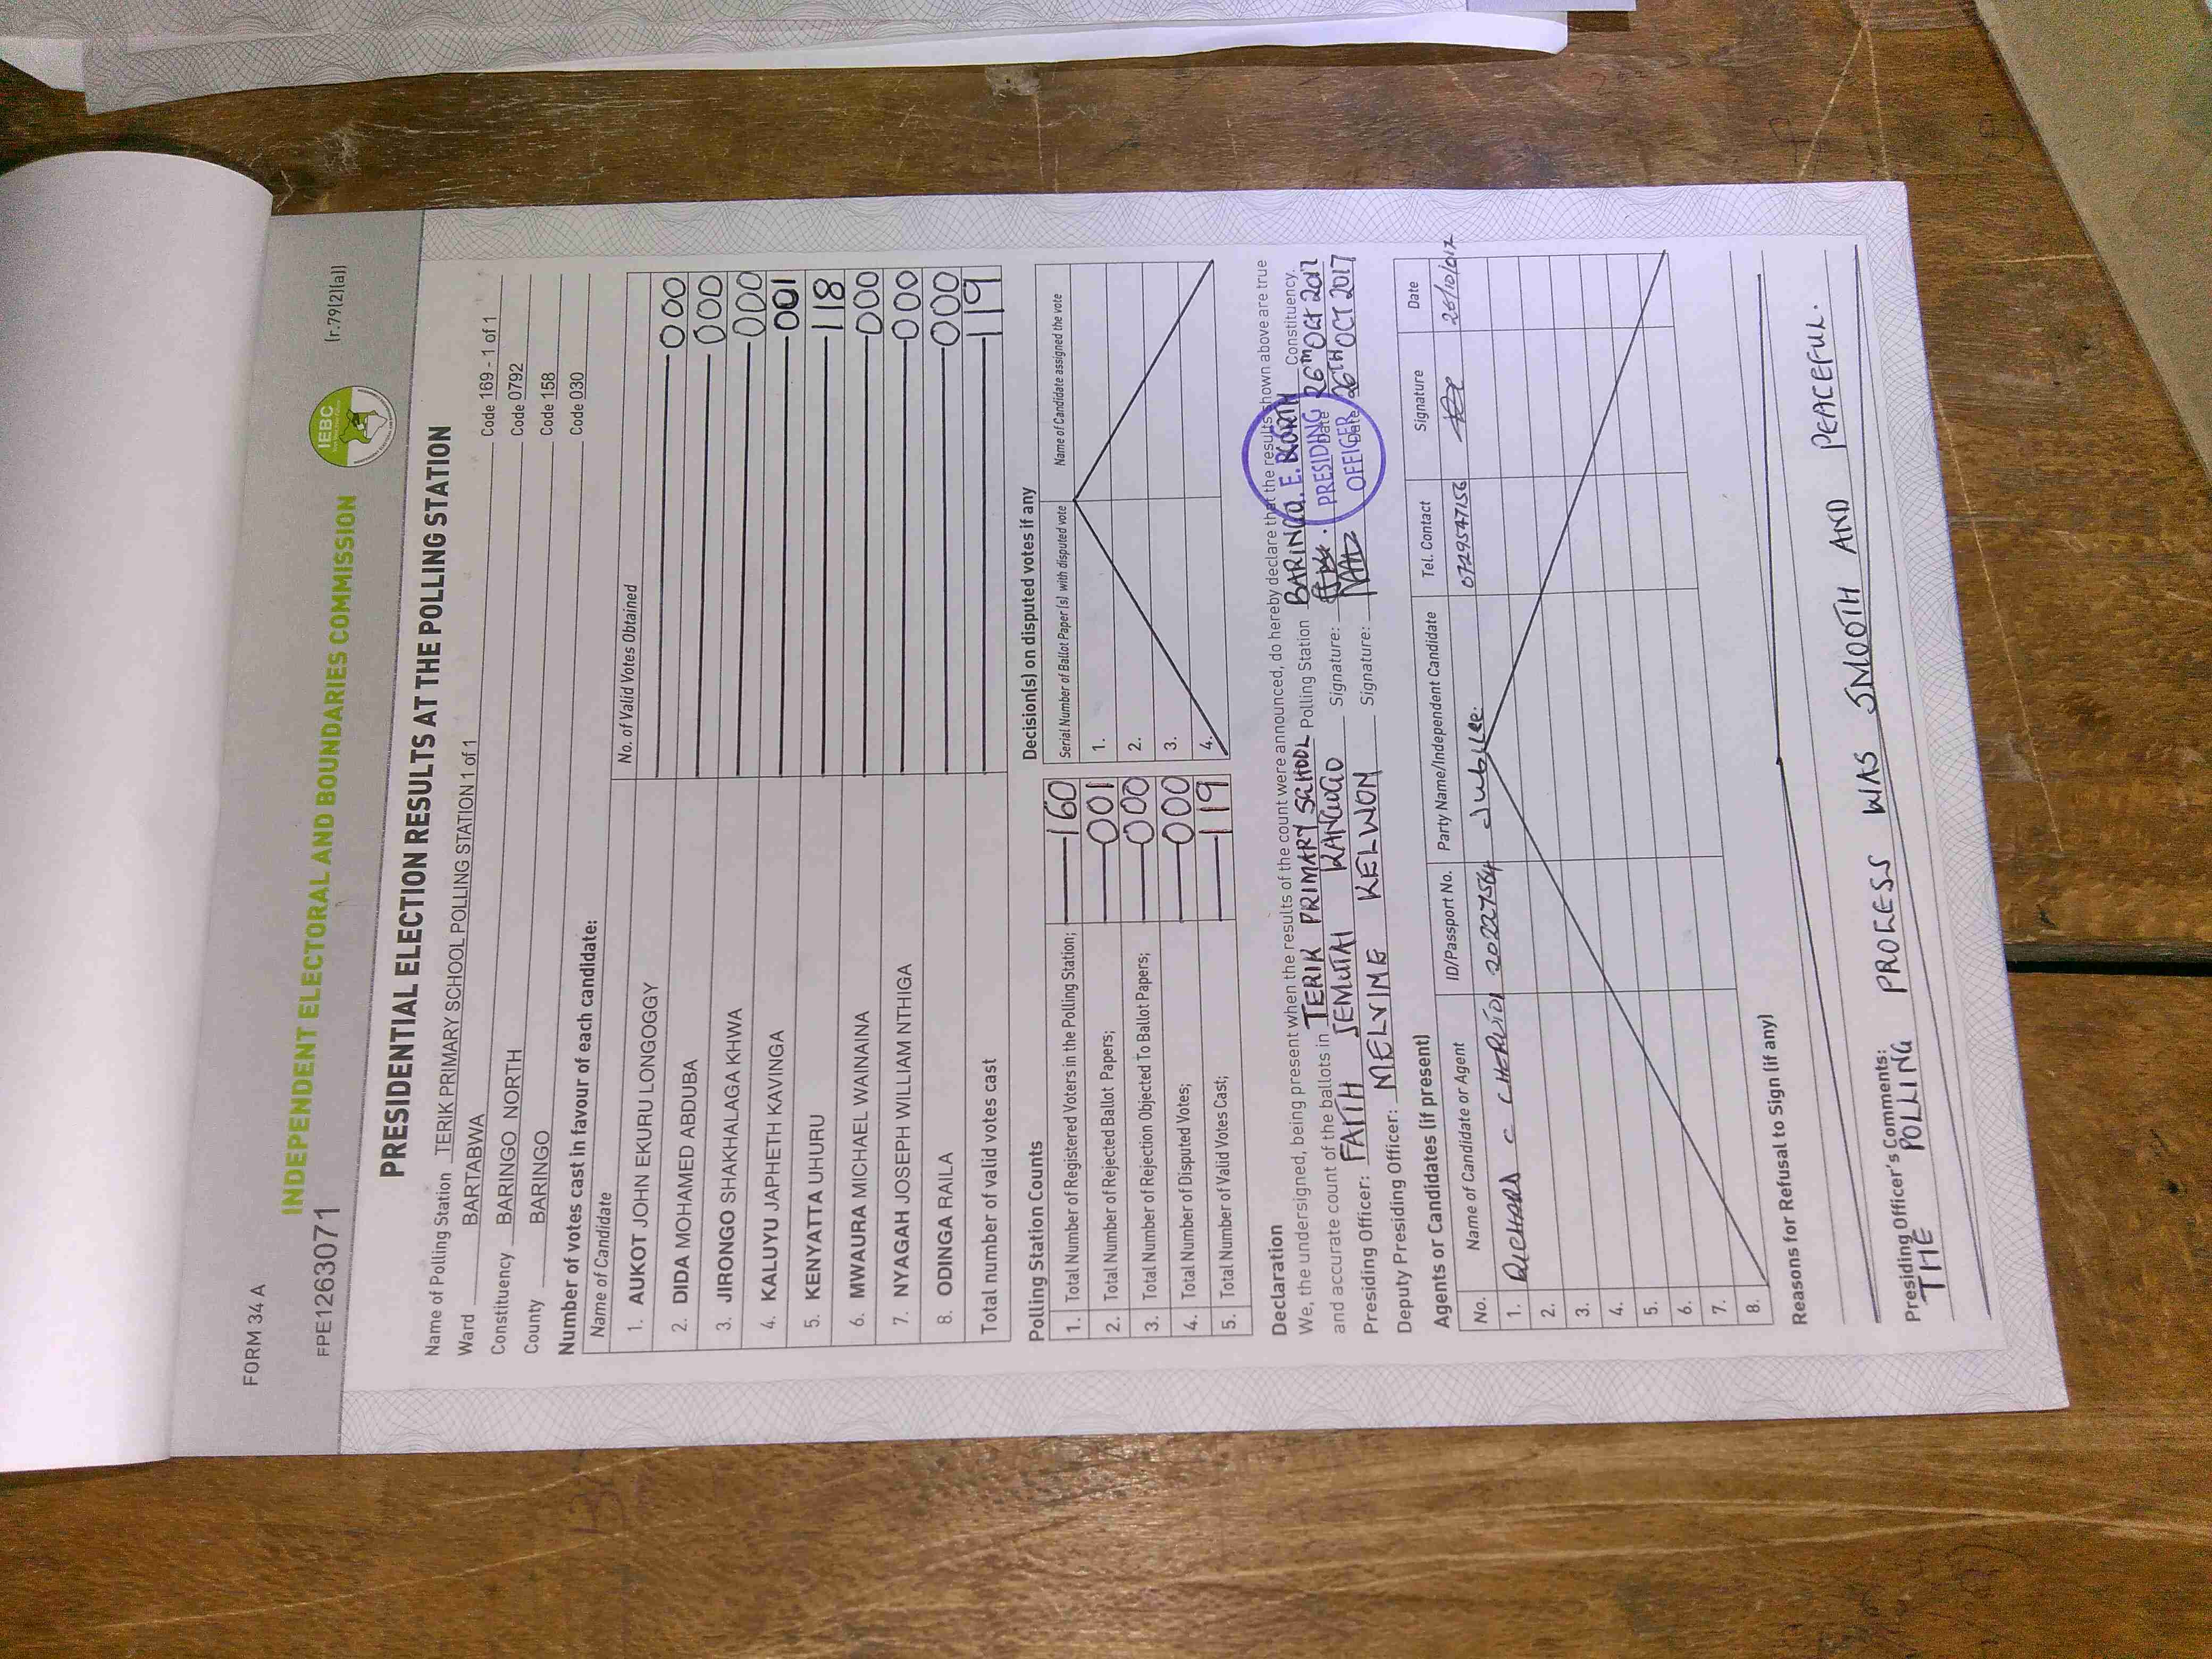 FORM 34 A
(r.79(2)(a))
INDEPENDENT ELECTORAL AND BOUNDARIES COMMISSION
IEBC
FPE1263071
PRESIDENTIAL ELECTION RESULTS AT THE POLLING STATION
Name of Polling Station TERIK PRIMARY SCHOOL POLLING STATION 1 of 1 Code 169 - 1 of 1
Ward BARTABWA Code 0792
Constituency BARINGO NORTH Code 158
County BARINGO Code 030
Number of votes cast in favour of each candidate:
Name of Candidate No. of Valid Votes Obtained
1. AUKOT JOHN EKURU LONGOGGY 000
2. DIDA MOHAMED ABDUBA 000
3. JIRONGO SHAKHALAGA KHWA 000
4. KALUYU JAPHETH KAVINGA 001
5. KENYATTA UHURU 118
6. MWAURA MICHAEL WAINAINA 000
7. NYAGAH JOSEPH WILLIAM NTHIGA 000
8. ODINGA RAILA 000
Total number of valid votes cast 119
Polling Station Counts
1. Total Number of Registered Voters in the Polling Station; 160
2. Total Number of Rejected Ballot Papers; 001
3. Total Number of Rejection Objected To Ballot Papers; 000
4. Total Number of Disputed Votes; 000
5. Total Number of Valid Votes Cast; 119
Decision(s) on disputed votes if any
Serial Number of Ballot Paper (s) with disputed vote Name of Candidate assigned the vote
1.
2.
3.
4.
Declaration
We, the undersigned, being present when the results of the count were announced, do hereby declare that the results shown above are true
and accurate count of the ballots in TERIK PRIMARY SCHOOL Polling Station BARINGO Constituency.
Presiding Officer: FAITH JEMUTAI KANGOGO Signature: Date 26TH OCT 2017
Deputy Presiding Officer: MELVINE KELWON Signature: Date 26TH OCT 2017
PRESIDING
OFFICER
Agents or Candidates (if present)
No. Name of Candidate or Agent ID/Passport No. Party Name/Independent Candidate Tel. Contact Signature Date
1. RICHARD C 20227564 Jubilee. 0729547156 26/10/017
2.
3.
4.
5.
6.
7.
8.
Reasons for Refusal to Sign (if any)
Presiding Officer's Comments:
THE POLLING PROCESS WAS SMOOTH AND PEACEFUL.